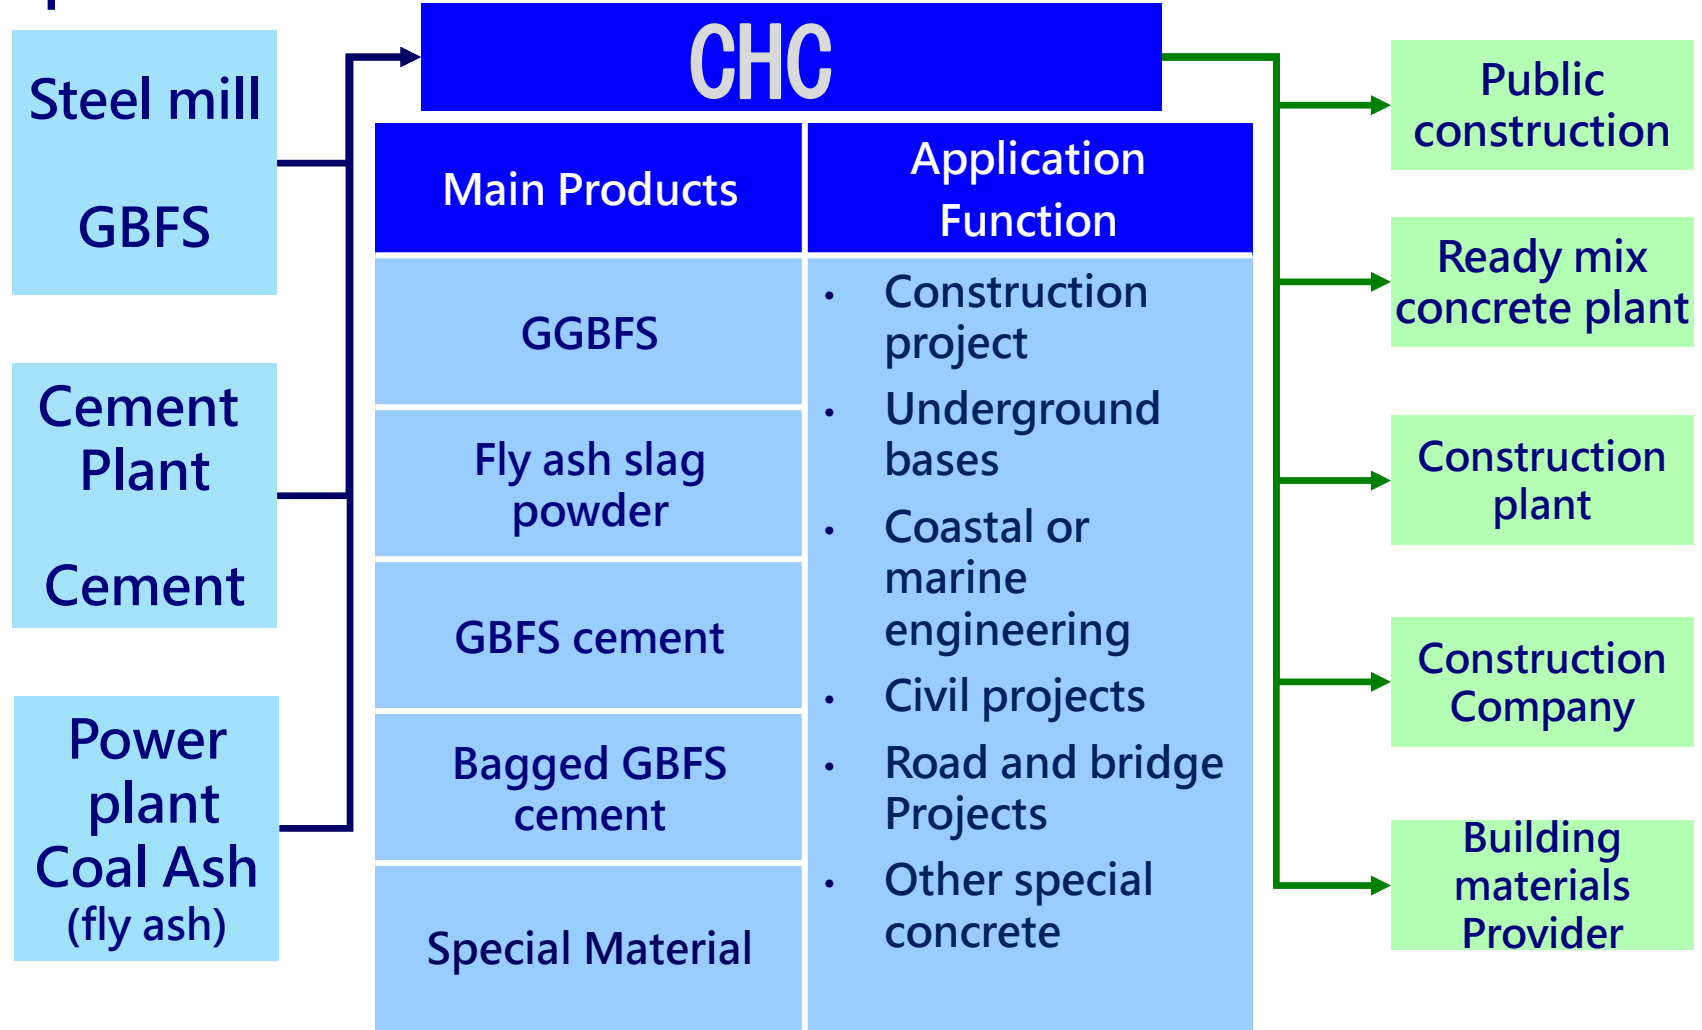 Steel mill
GBFS
Cement
Plant
Cement
Power
plant
Coal Ash
(fly ash)
CHC
Main Products
Application
Function
GGBFS
Fly ash slag
powder
GBFS cement
Bagged GBFS
cement
Special Material
• Construction
project
• Underground
bases
• Coastal or
marine
engineering
• Civil projects
• Road and bridge
Projects
• Other special
concrete
Public
construction
Ready mix
concrete plant
Construction
plant
Construction
Company
Building
materials
Provider